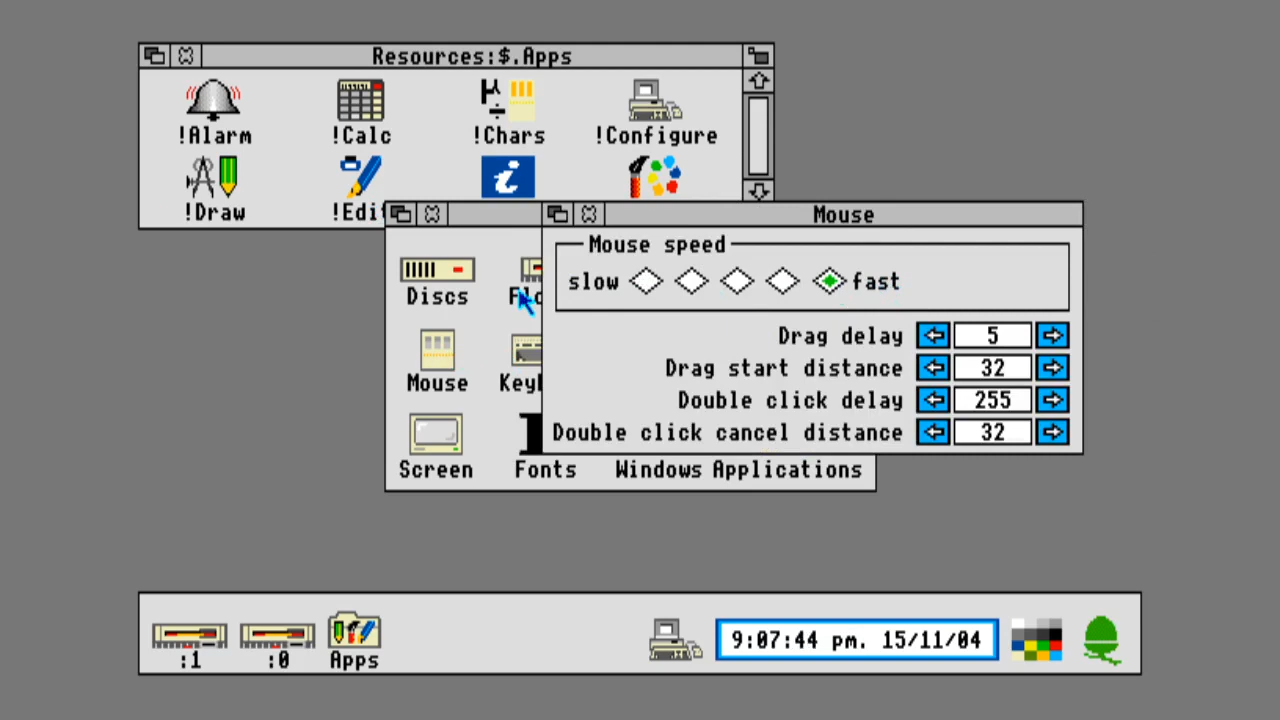 Resources:$.Apps
!Alarm !Calc !Chars !Configure
!Draw
Mouse
Mouse speed
slow fast
Discs
Drag delay 5
Drag start distance 32
Mouse
Double click delay 255
Double click cancel distance 32
Screen Fonts Windows Applications
9:07:44 pm. 15/11/04
:1 :0 Apps